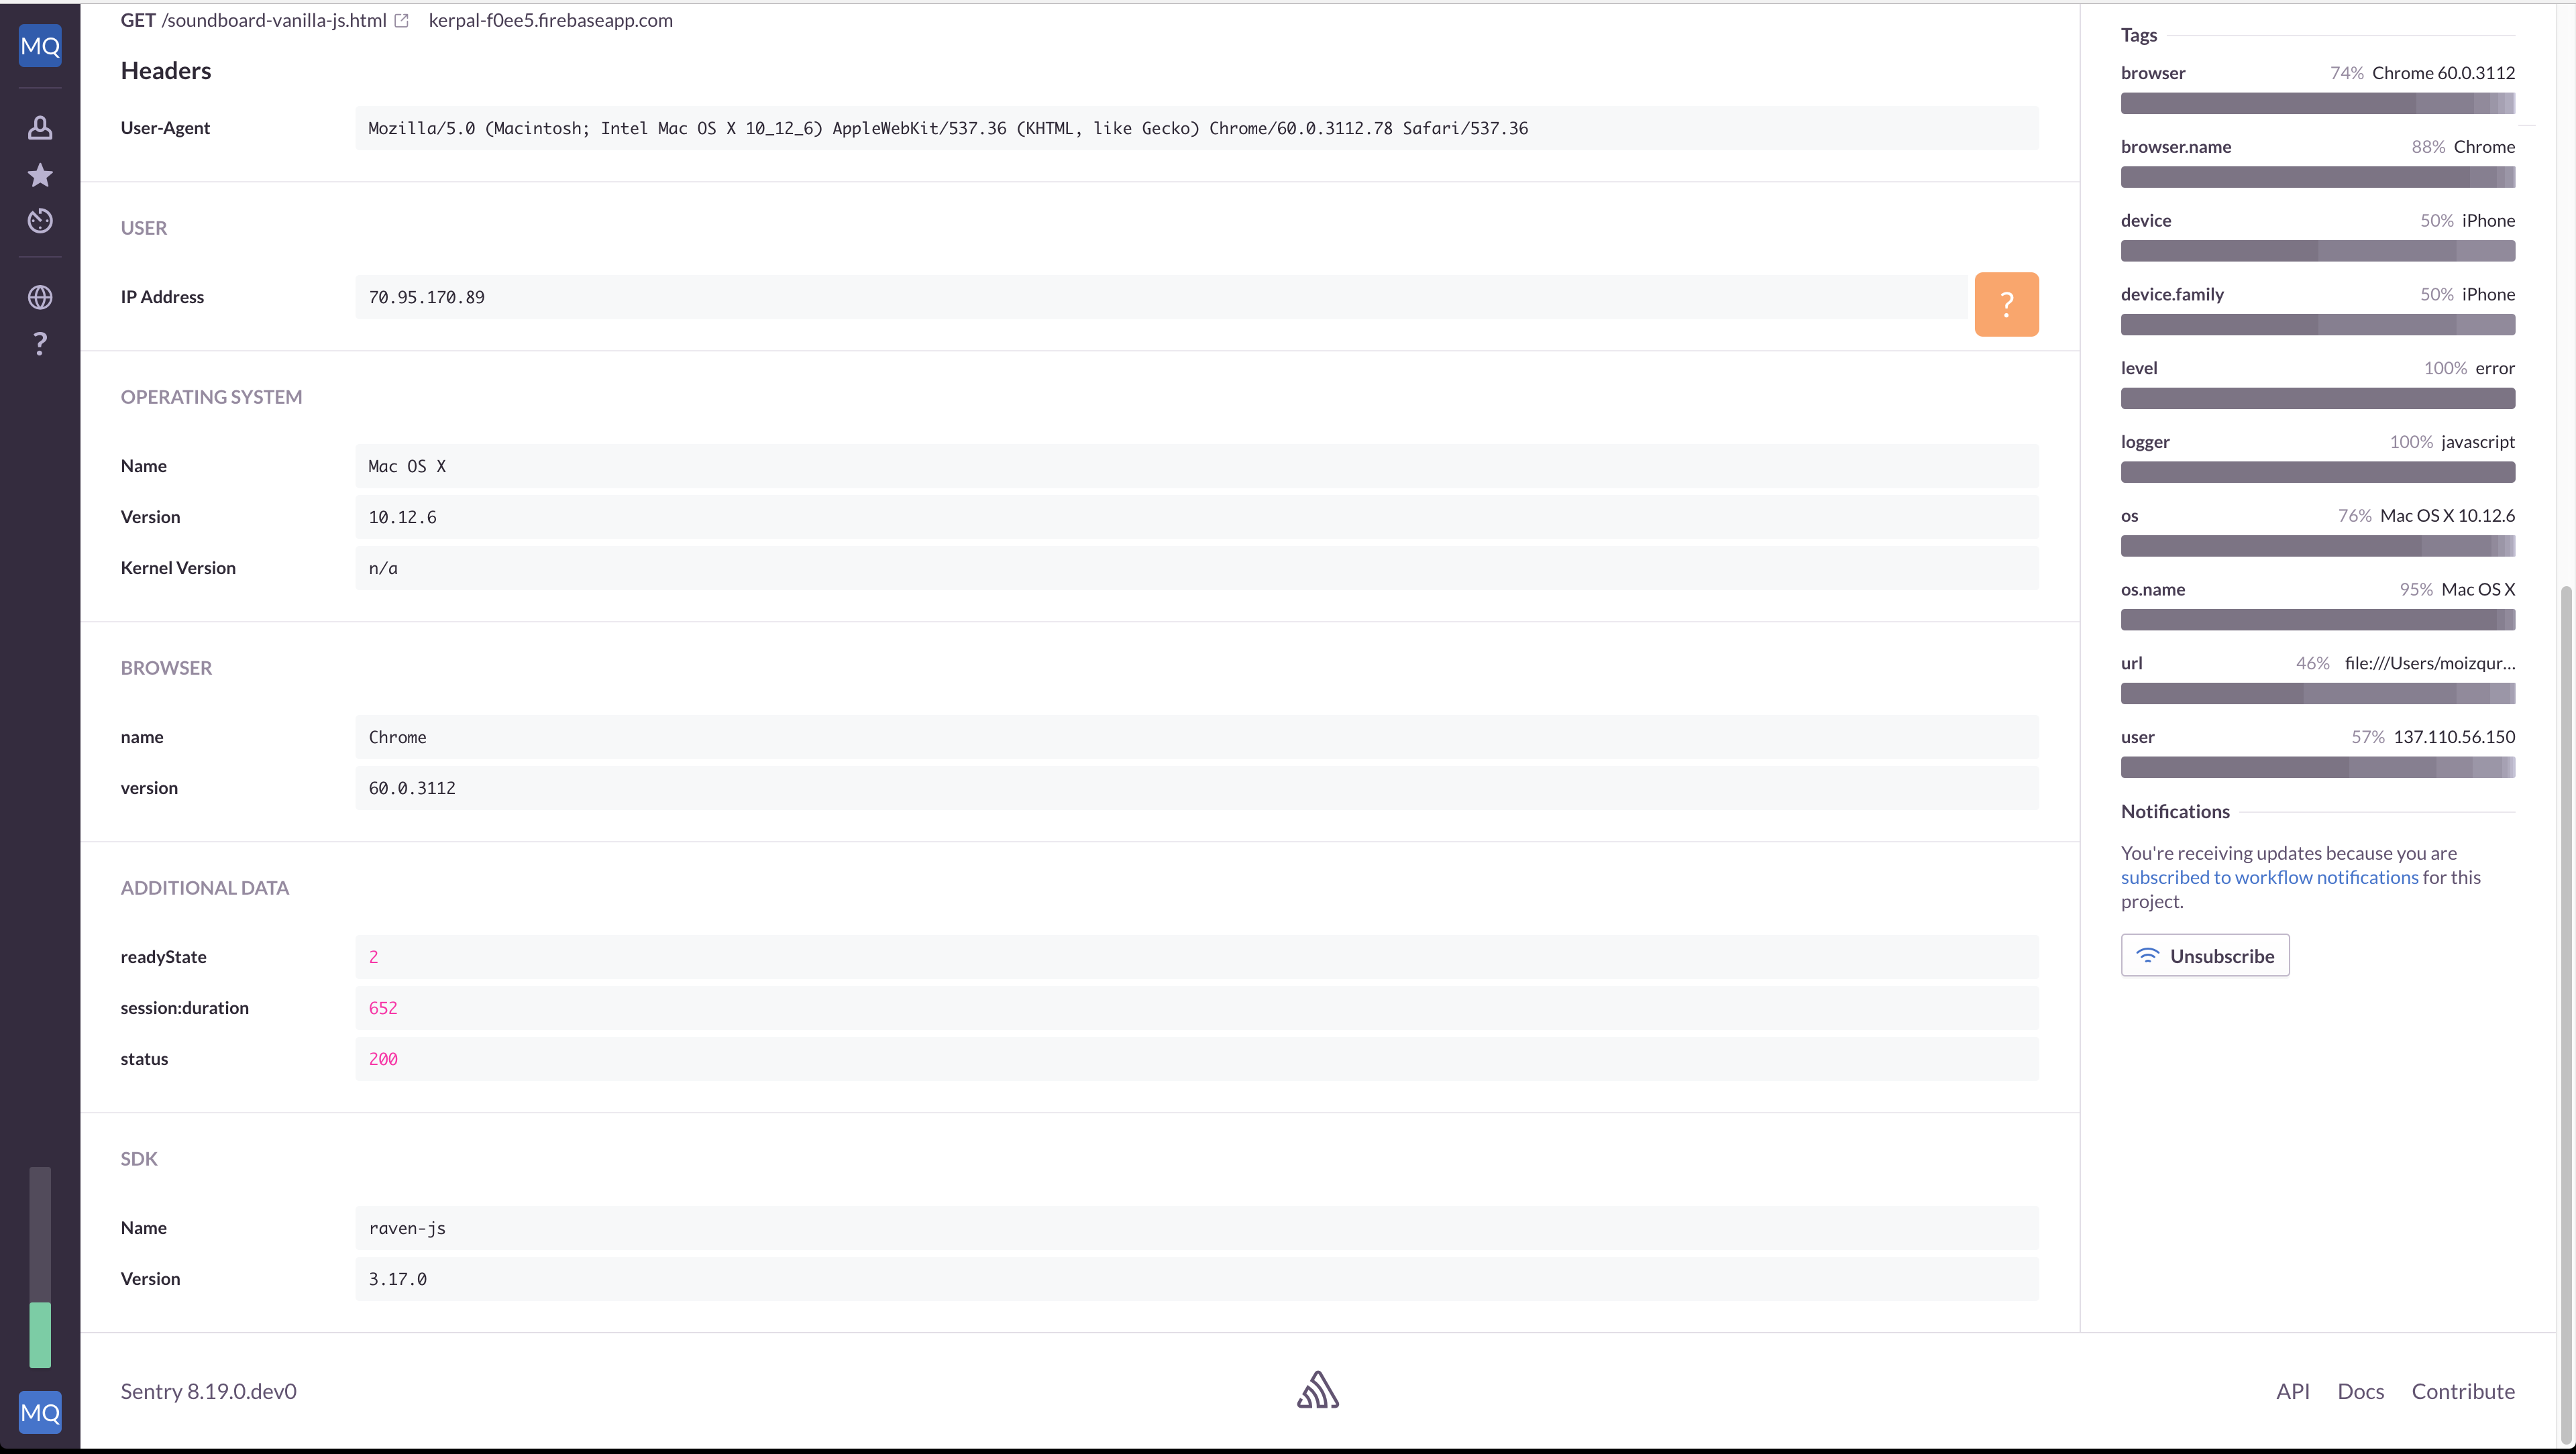 MQ
GET /soundboard-vanilla-js.html kerpal-f0ee5.firebaseapp.com
Headers
User-Agent Mozilla/5.0 (Macintosh; Intel Mac OS X 10_12_6) AppleWebKit/537.36 (KHTML, like Gecko) Chrome/60.0.3112.78 Safari/537.36
USER
IP Address 70.95.170.89 ?
?
OPERATING SYSTEM
Name Mac OS X
Version 10.12.6
Kernel Version n/a
BROWSER
name Chrome
version 60.0.3112
ADDITIONAL DATA
readyState 2
session:duration 652
status 200
SDK
Name raven-js
Version 3.17.0
Tags
browser 74% Chrome 60.0.3112
browser.name 88% Chrome
device 50% iPhone
device.family 50% iPhone
level 100% error
logger 100% javascript
os 76% Mac OS X 10.12.6
os.name 95% Mac OS X
url 46% file:///Users/moizqur...
user 57% 137.110.56.150
Notifications
You're receiving updates because you are
subscribed to workflow notifications for this
project.
Unsubscribe
MQ
Sentry 8.19.0.dev0
API Docs Contribute